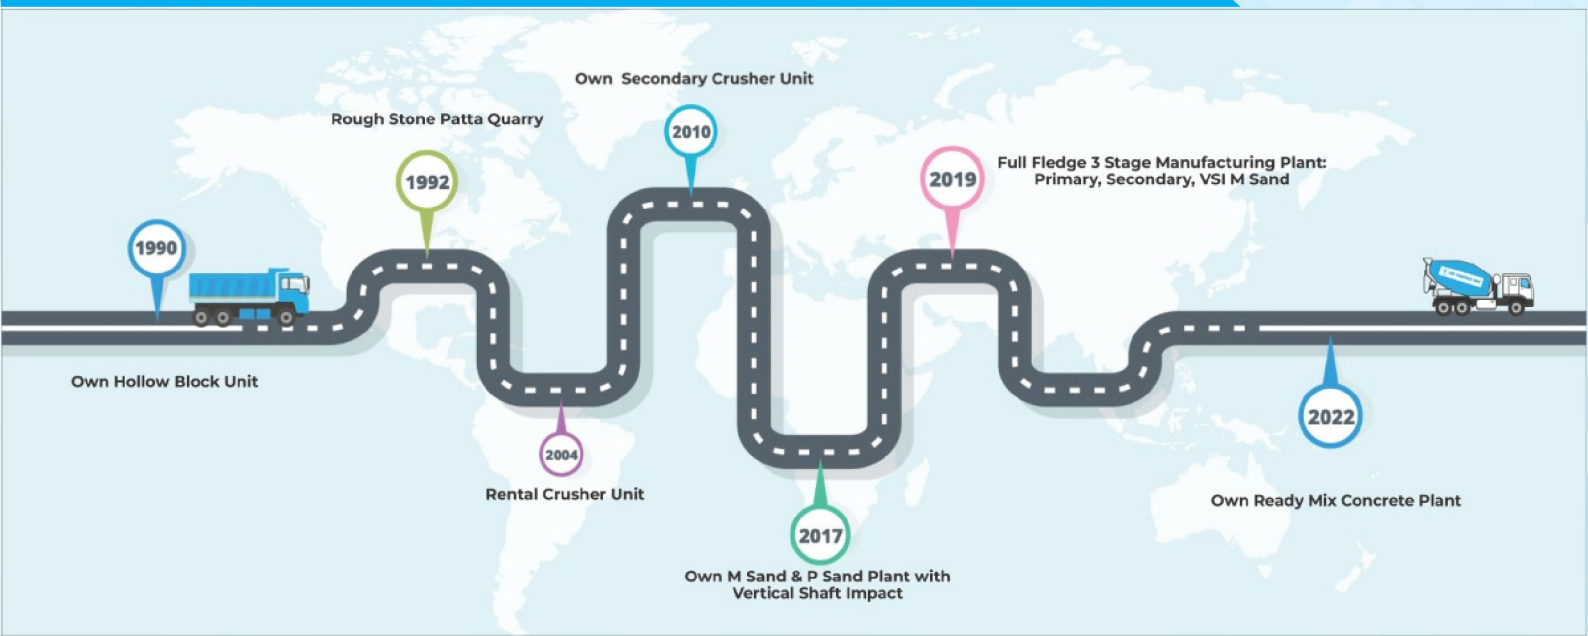 Own Secondary Crusher Unit
2010
Rough Stone Patta Quarry
1992
2019
Full Fledge 3 Stage Manufacturing Plant:
Primary, Secondary, VSI M Sand
1990
Own Hollow Block Unit
2004
Rental Crusher Unit
2017
Own M Sand & P Sand Plant with
Vertical Shaft Impact
2022
Own Ready Mix Concrete Plant